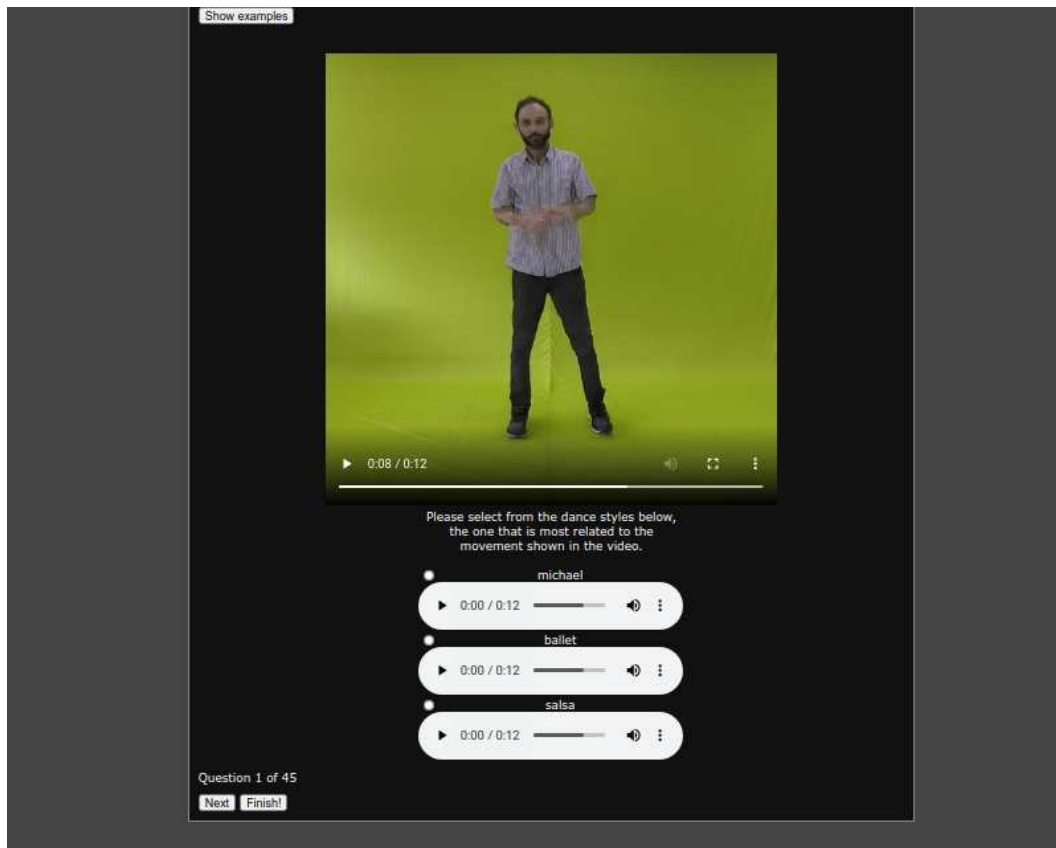 Show examples
0:08 / 0:12
Please select from the dance styles below,
the one that is most related to the
movement shown in the video.
michael
0:00 / 0:12
ballet
0:00 / 0:12
salsa
0:00 / 0:12
Question 1 of 45
Next Finish!